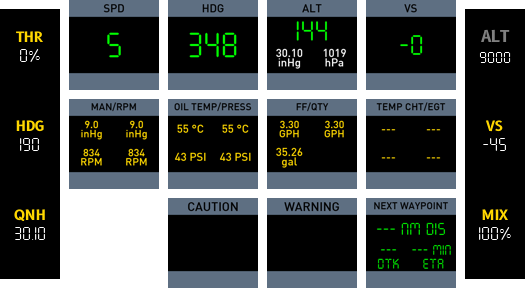 SPD HDG ALT VS
THR ALT
0% 9000
5 348 144 -0
30.10 1019
inHg hPa
MAN/RPM OIL TEMP/PRESS FF/QTY TEMP CHT/EGT
HDG VS
190 -45
9.0 9.0 55 °C 55 °C 3.30 3.30 --- ---
inHg inHg GPH GPH
834 834 43 PSI 43 PSI 35.26 --- ---
RPM RPM gal
CAUTION WARNING NEXT WAYPOINT
QNH MIX
30.10 100%
--- NM DIS
--- --- MIN
DTK ETA